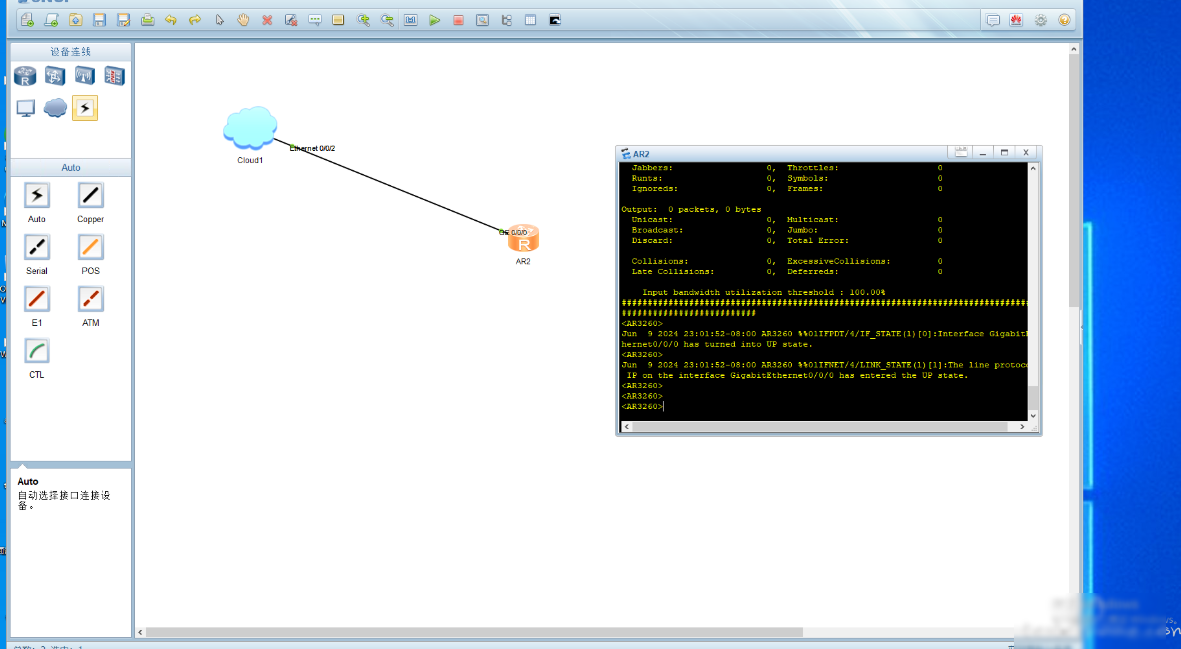 设备连线
Auto
Auto
Copper
Serial
POS
E1
ATM
CTL
Auto
自动选择接口连接设
备。
Cloud1
Ethernet 0/0/2
GE 0/0/0
R
AR2
AR2
Jabbers: 0, Throttles: 0
Runts: 0, Symbols: 0
Ignoreds: 0, Frames: 0
Output: 0 packets, 0 bytes
Unicast: 0, Multicast: 0
Broadcast: 0, Jumbo: 0
Discard: 0, Total Error: 0
Collisions: 0, ExcessiveCollisions: 0
Late Collisions: 0, Deferreds: 0
Input bandwidth utilization threshold : 100.00%
<AR3260>
Jun 9 2024 23:01:52-08:00 AR3260 %%01IFPDT/4/IF_STATE(1)[0]:Interface GigabitE
hernet0/0/0 has turned into UP state.
<AR3260>
Jun 9 2024 23:01:52-08:00 AR3260 %%01IFNET/4/LINK_STATE(1)[1]:The line protoco
IP on the interface GigabitEthernet0/0/0 has entered the UP state.
<AR3260>
<AR3260>
<AR3260>